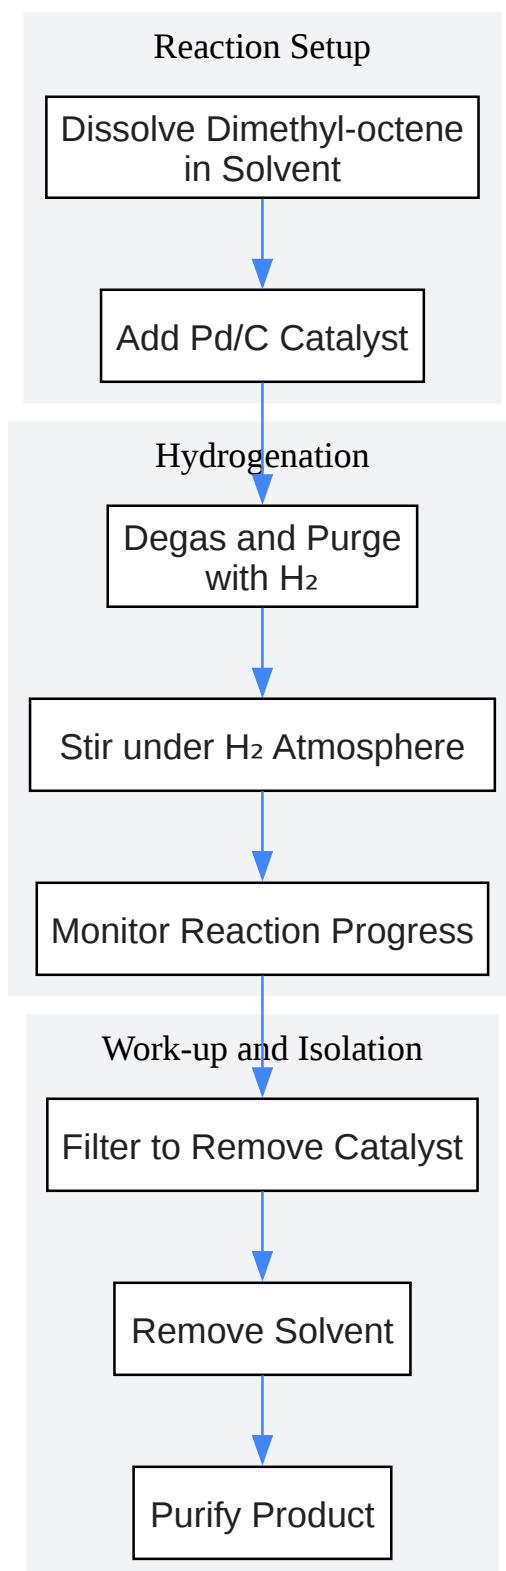 Reaction Setup
Dissolve Dimethyl-octene
in Solvent
Add Pd/C Catalyst
Hydrogenation
Degas and Purge
with H₂
Stir under H₂ Atmosphere
Monitor Reaction Progress
Work-up and Isolation
Filter to Remove Catalyst
Remove Solvent
Purify Product